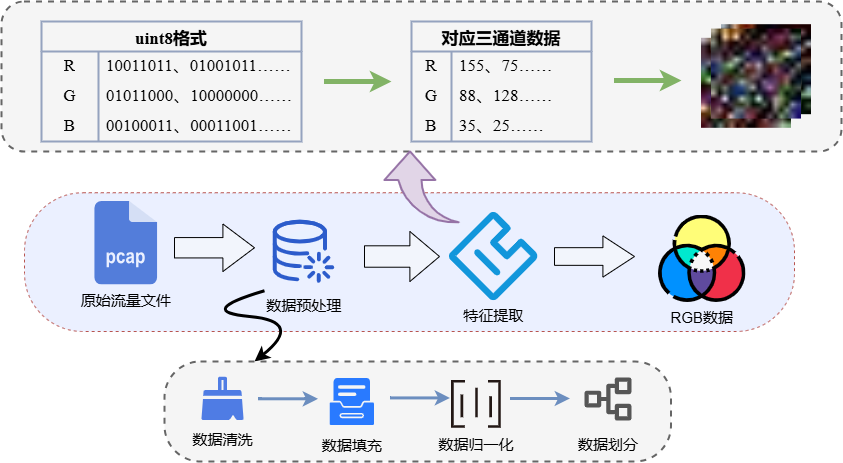 uint8格式
R 10011011、01001011……
G 01011000、10000000……
B 00100011、00011001……
对应三通道数据
R 155、75……
G 88、128……
B 35、25……
pcap
原始流量文件
数据预处理
特征提取
RGB数据
数据清洗
数据填充
数据归一化
数据划分